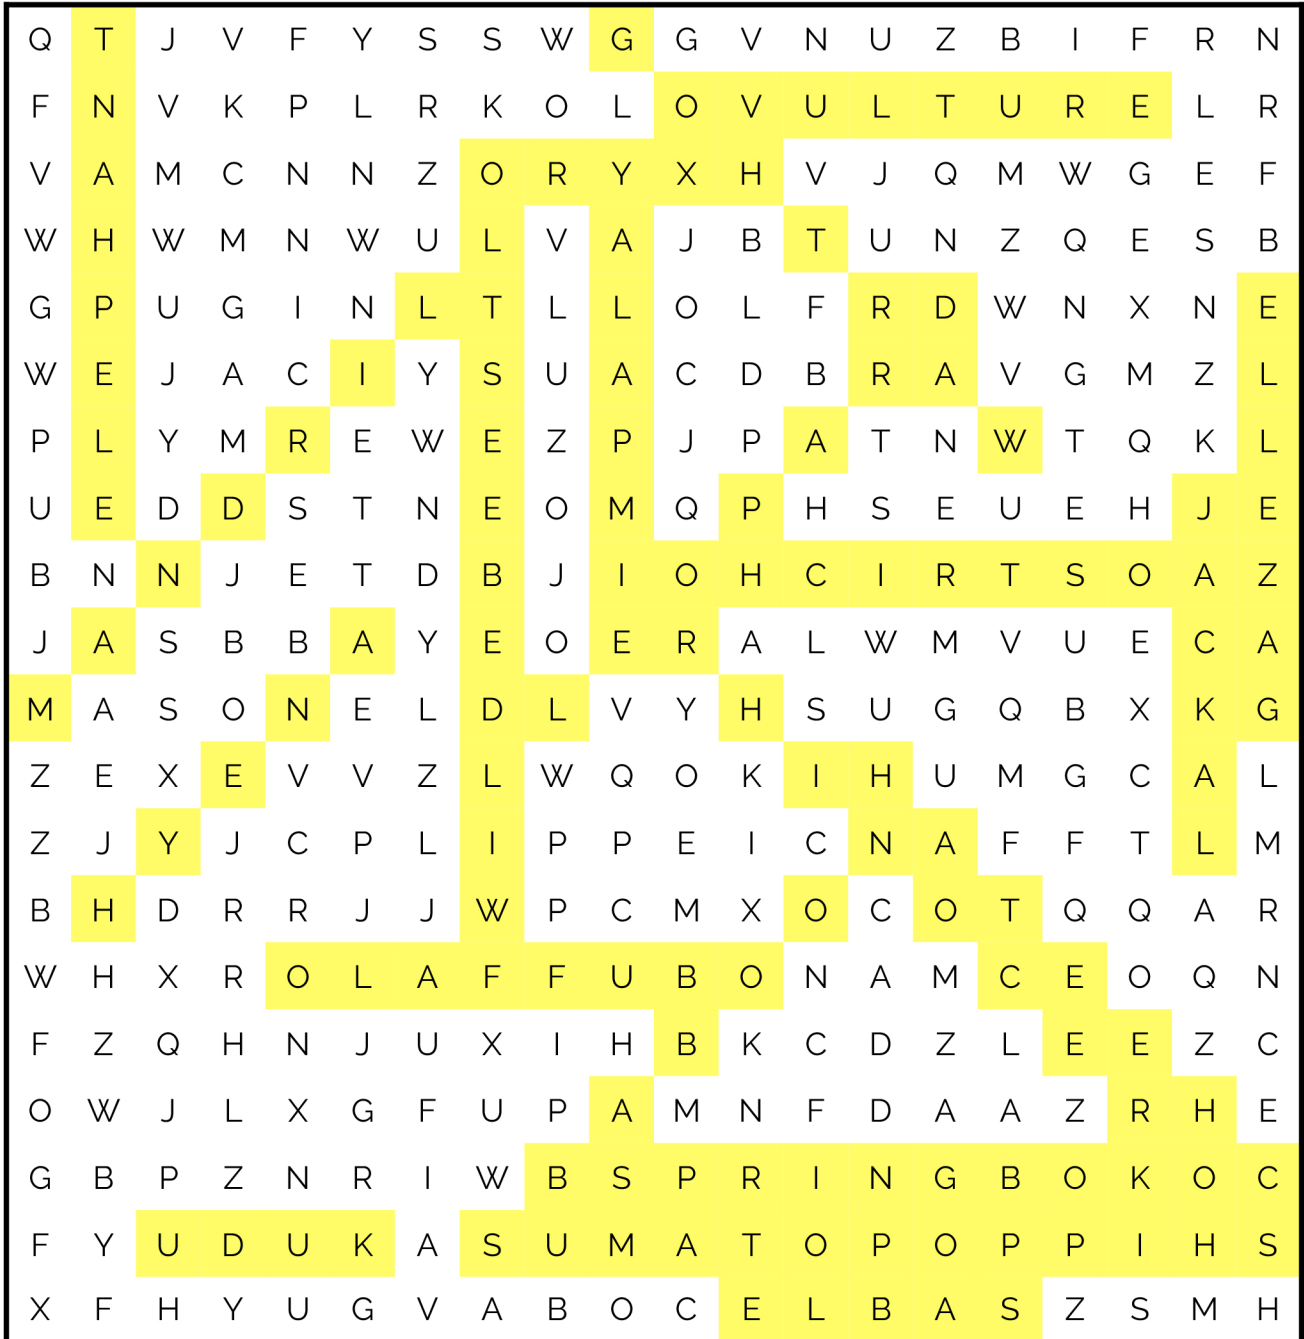 Q T J V F Y S S W G G V N U Z B I F R N
F N V K P L R K O L O V U L T U R E L R
V A M C N N Z O R Y X H V J Q M W G E F
W H W M N W U L V A J B T U N Z Q E S B
G P U G I N L T L L O L F R D W N X N E
W E J A C I Y S U A C D B R A V G M Z L
P L Y M R E W E Z P J P A T N W T Q K L
U E D D S T N E O M Q P H S E U E H J E
B N N J E T D B J I O H C I R T S O A Z
J A S B B A Y E O E R A L W M V U E C A
M A S O N E L D L V Y H S U G Q B X K G
Z E X E V V Z L W Q O K I H U M G C A L
Z J Y J C P L I P P E I C N A F F T L M
B H D R R J J W P C M X O C O T Q Q A R
W H X R O L A F F U B O N A M C E O Q N
F Z Q H N J U X I H B K C D Z L E E Z C
O W J L X G F U P A M N F D A A Z R H E
G B P Z N R I W B S P R I N G B O K O C
F Y U D U K A S U M A T O P O P P I H S
X F H Y U G V A B O C E L B A S Z S M H